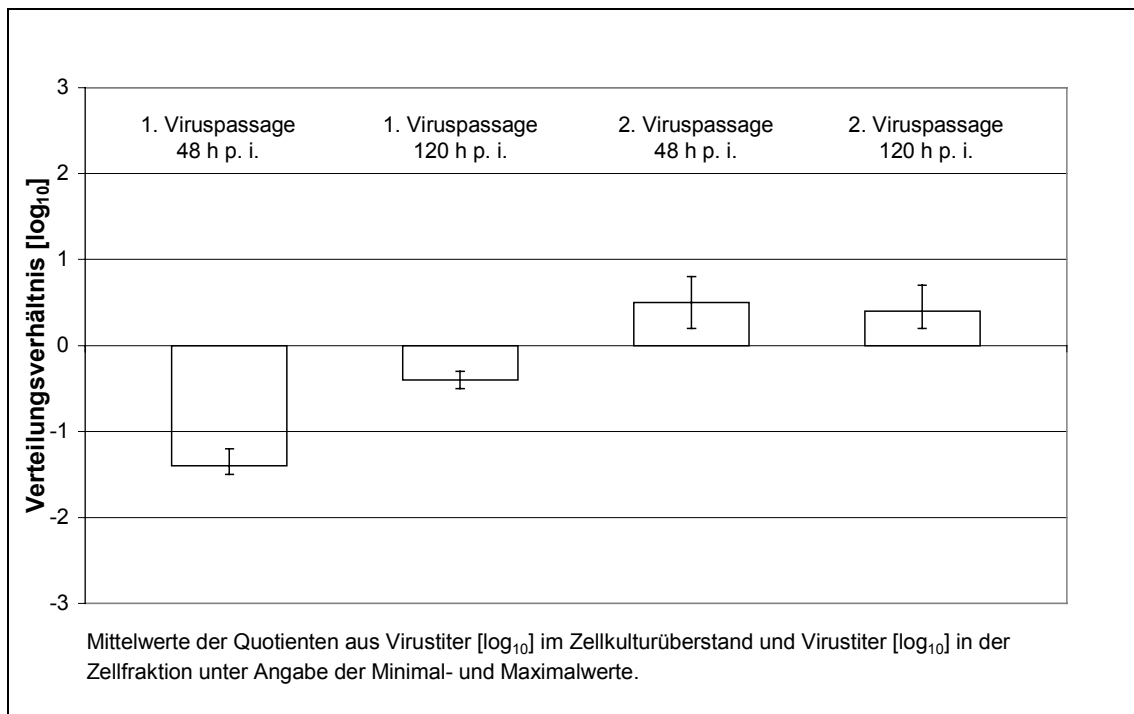 3
1. Viruspassage 1. Viruspassage 2. Viruspassage 2. Viruspassage
48 h p. i. 120 h p. i. 48 h p. i. 120 h p. i.
2
1
0
-1
-2
-3
Verteilungsverhältnis [log10]
Mittelwerte der Quotienten aus Virustiter [log10] im Zellkulturüberstand und Virustiter [log10] in der
Zellfraktion unter Angabe der Minimal- und Maximalwerte.